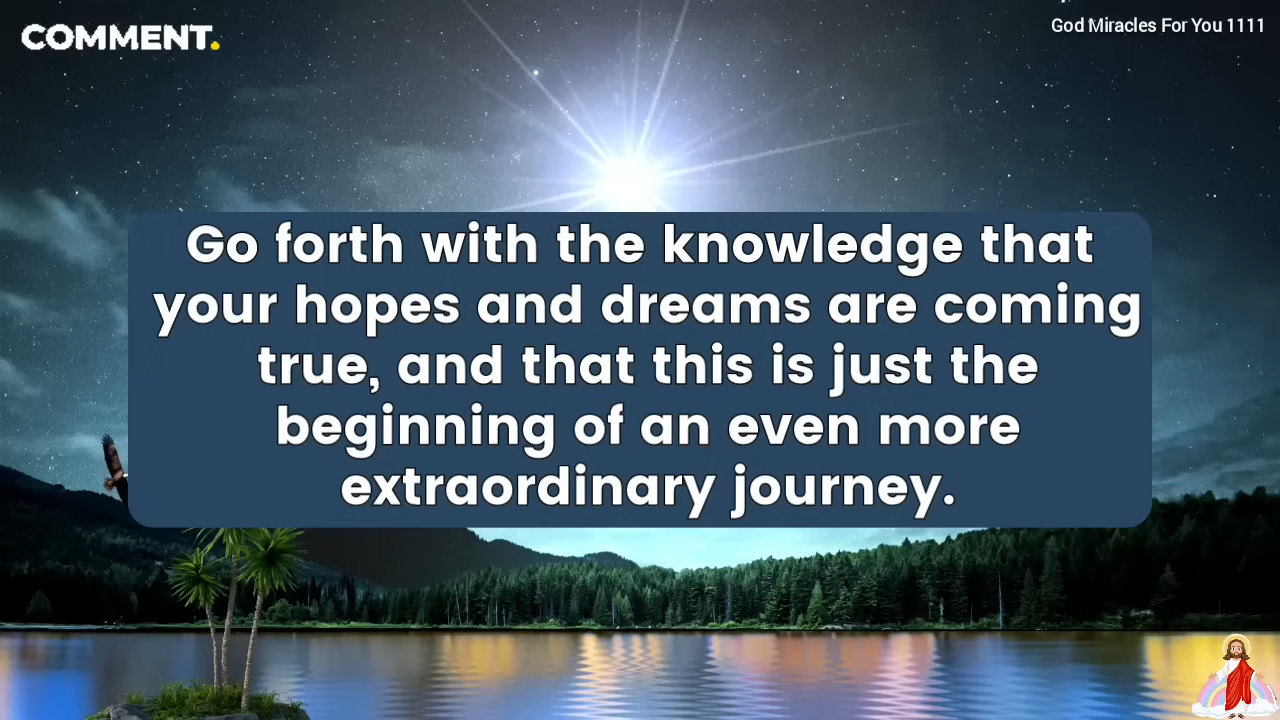 COMMENT.
God Miracles For You 1111
Go forth with the knowledge that
your hopes and dreams are coming
true, and that this is just the
beginning of an even more
extraordinary journey.